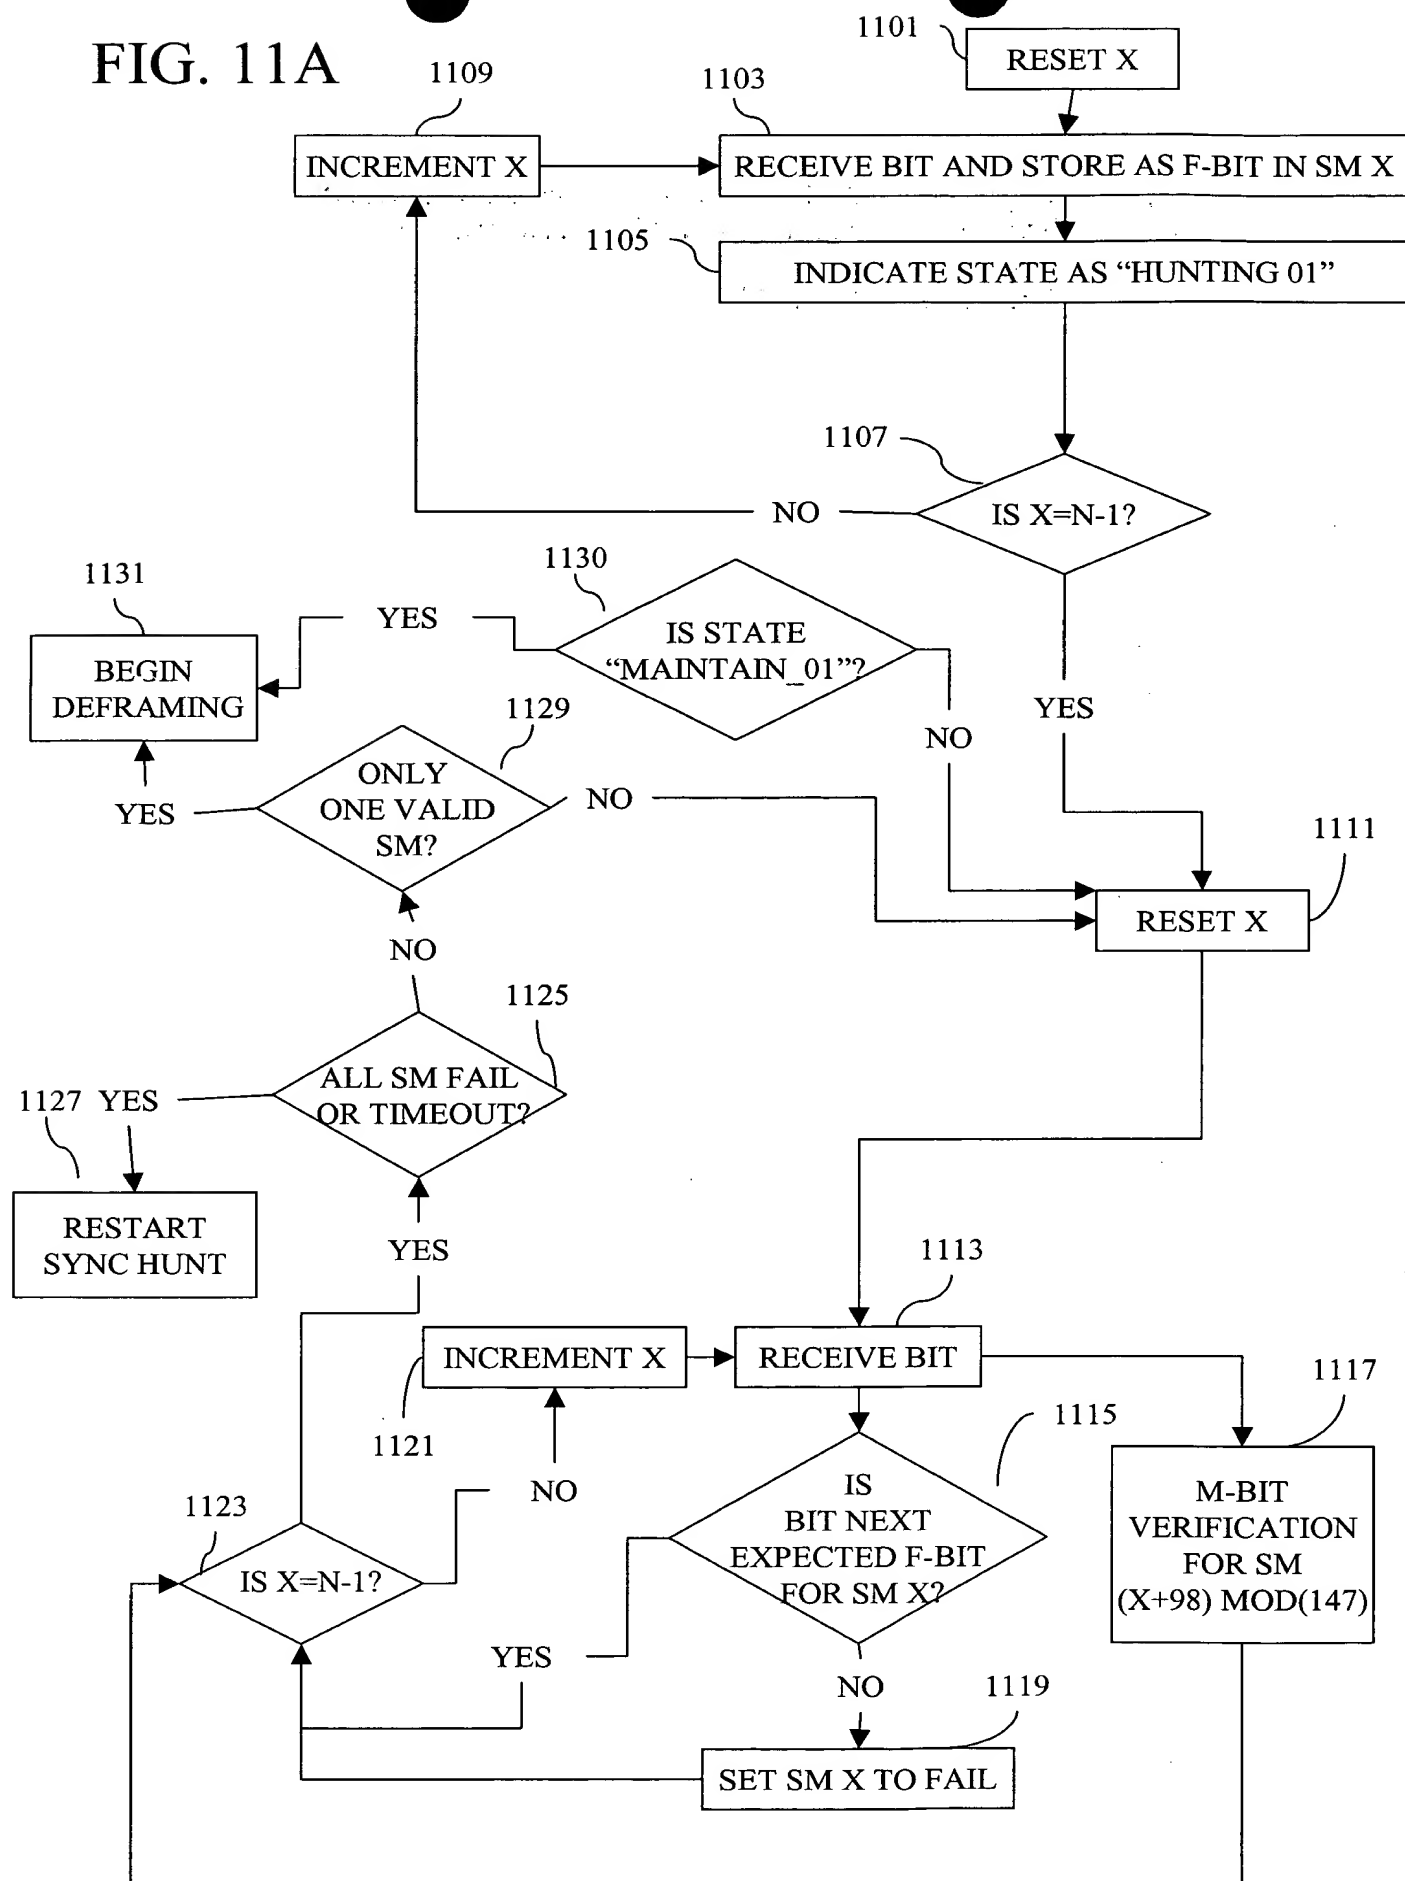 FIG. 11A
1101
RESET X
1109
1103
INCREMENT X
RECEIVE BIT AND STORE AS F-BIT IN SM X
1105
INDICATE STATE AS “HUNTING 01”
1107
IS X=N-1?
NO
YES
1130
IS STATE
“MAINTAIN_01”?
YES
NO
1131
BEGIN
DEFRAMING
1129
ONLY
ONE VALID
SM?
YES
NO
1111
RESET X
NO
1125
ALL SM FAIL
OR TIMEOUT?
1127
YES
RESTART
SYNC HUNT
YES
1113
INCREMENT X
RECEIVE BIT
1121
1117
1115
NO
IS
BIT NEXT
EXPECTED F-BIT
FOR SM X?
M-BIT
VERIFICATION
FOR SM
(X+98) MOD(147)
1123
IS X=N-1?
YES
NO
1119
SET SM X TO FAIL